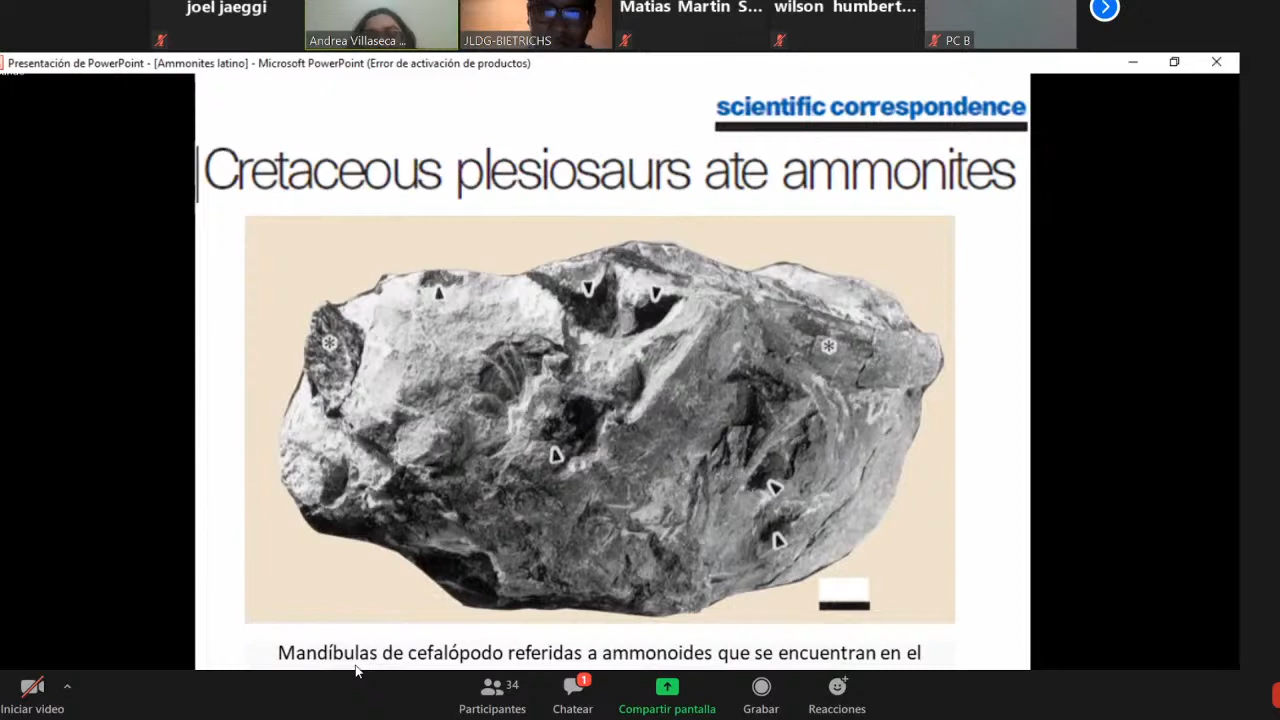 joel jaeggi
Matias Martin S...
wilson humbert...
Andrea Villaseca ...
JLDG-BIETRICHS
PC B
Presentación de PowerPoint - [Ammonites latino] - Microsoft PowerPoint (Error de activación de productos)
scientific correspondence
Cretaceous plesiosaurs ate ammonites
Mandíbulas de cefalópodo referidas a ammonoides que se encuentran en el
34
1
Iniciar video
Participantes
Chatear
Compartir pantalla
Grabar
Reacciones